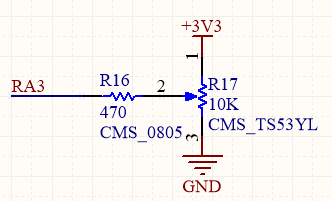 +3V3
1
RA3
R16
2
R17
470
10K
CMS_0805
CMS_TS53YL
3
GND